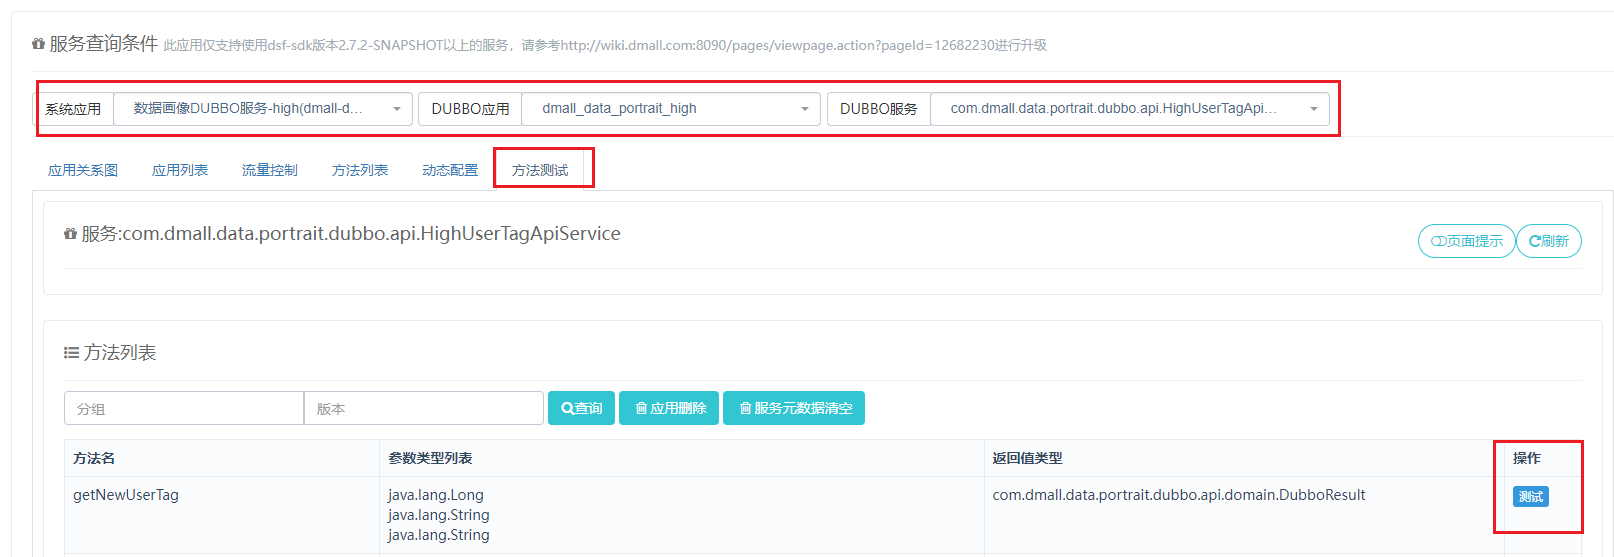 服务查询条件 此应用仅支持使用dsf-sdk版本2.7.2-SNAPSHOT以上的服务，请参考http://wiki.dmall.com:8090/pages/viewpage.action?pageId=12682230进行升级
系统应用 数据画像DUBBO服务-high(dmall-d... DUBBO应用 dmall_data_portrait_high DUBBO服务 com.dmall.data.portrait.dubbo.api.HighUserTagApi...
应用关系图 应用列表 流量控制 方法列表 动态配置 方法测试
服务:com.dmall.data.portrait.dubbo.api.HighUserTagApiService
页面提示 刷新
方法列表
分组 版本 查询 应用删除 服务元数据清空
方法名 参数类型列表 返回值类型 操作
getNewUserTag java.lang.Long com.dmall.data.portrait.dubbo.api.domain.DubboResult 测试
java.lang.String
java.lang.String